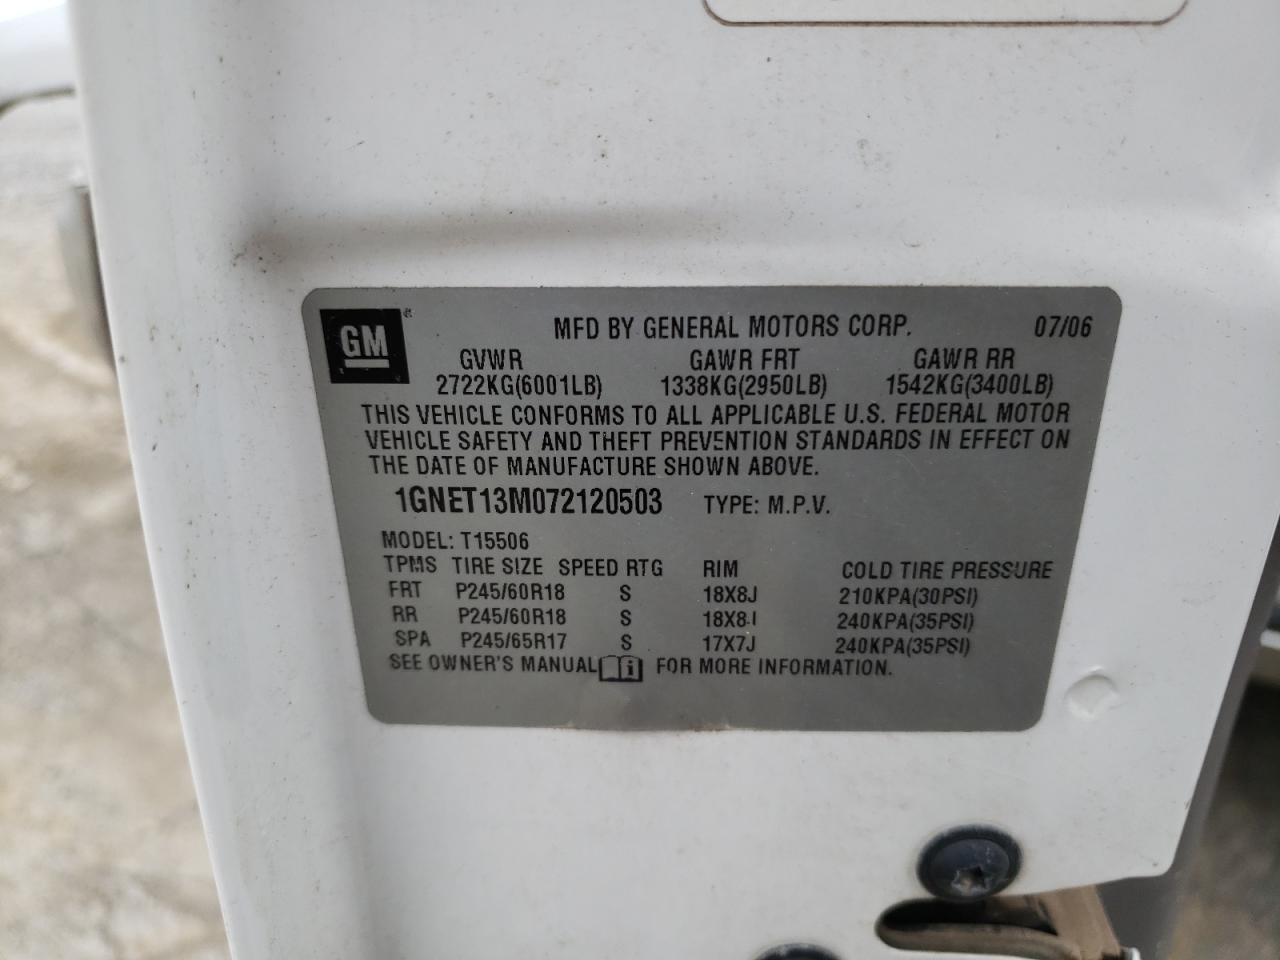 GM ® MFD BY GENERAL MOTORS CORP. 07/06
GVWR GAWR FRT GAWR RR
2722KG(6001LB) 1338KG(2950LB) 1542KG(3400LB)
THIS VEHICLE CONFORMS TO ALL APPLICABLE U.S. FEDERAL MOTOR
VEHICLE SAFETY AND THEFT PREVENTION STANDARDS IN EFFECT ON
THE DATE OF MANUFACTURE SHOWN ABOVE.
1GNET13M072120503 TYPE: M.P.V.
MODEL: T15506
TPMS TIRE SIZE SPEED RTG RIM COLD TIRE PRESSURE
FRT P245/60R18 S 18X8J 210KPA(30PSI)
RR P245/60R18 S 18X8J 240KPA(35PSI)
SPA P245/65R17 S 17X7J 240KPA(35PSI)
SEE OWNER'S MANUAL i FOR MORE INFORMATION.